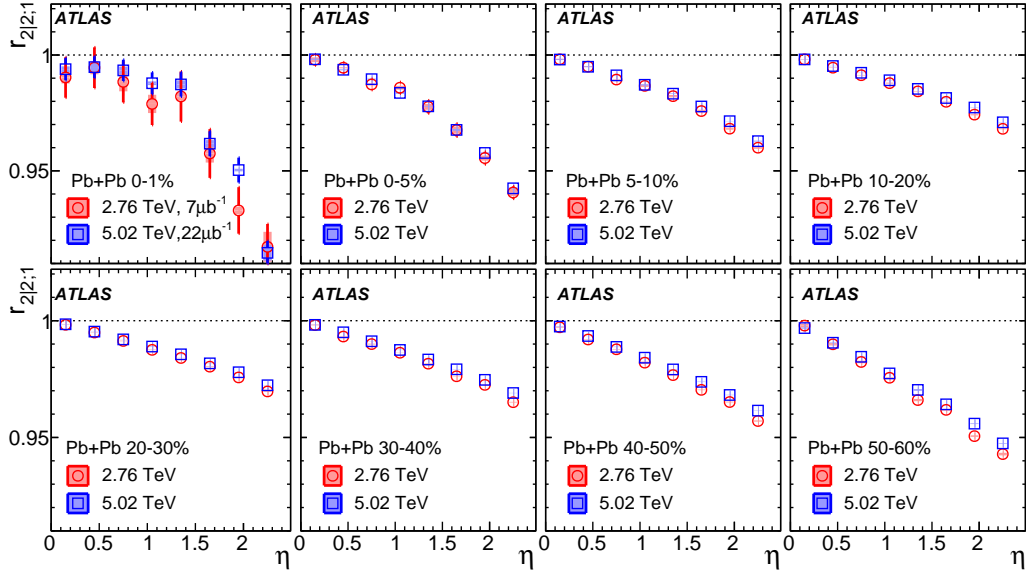 ATLAS
r2|2;1
1
0.95
Pb+Pb 0-1%
2.76 TeV, 7μb-1
5.02 TeV,22μb-1
ATLAS
Pb+Pb 0-5%
2.76 TeV
5.02 TeV
ATLAS
Pb+Pb 5-10%
2.76 TeV
5.02 TeV
ATLAS
Pb+Pb 10-20%
2.76 TeV
5.02 TeV
ATLAS
r2|2;1
1
0.95
Pb+Pb 20-30%
2.76 TeV
5.02 TeV
0 0.5 1 1.5 2 η
ATLAS
Pb+Pb 30-40%
2.76 TeV
5.02 TeV
0 0.5 1 1.5 2 η
ATLAS
Pb+Pb 40-50%
2.76 TeV
5.02 TeV
0 0.5 1 1.5 2 η
ATLAS
Pb+Pb 50-60%
2.76 TeV
5.02 TeV
0 0.5 1 1.5 2 η